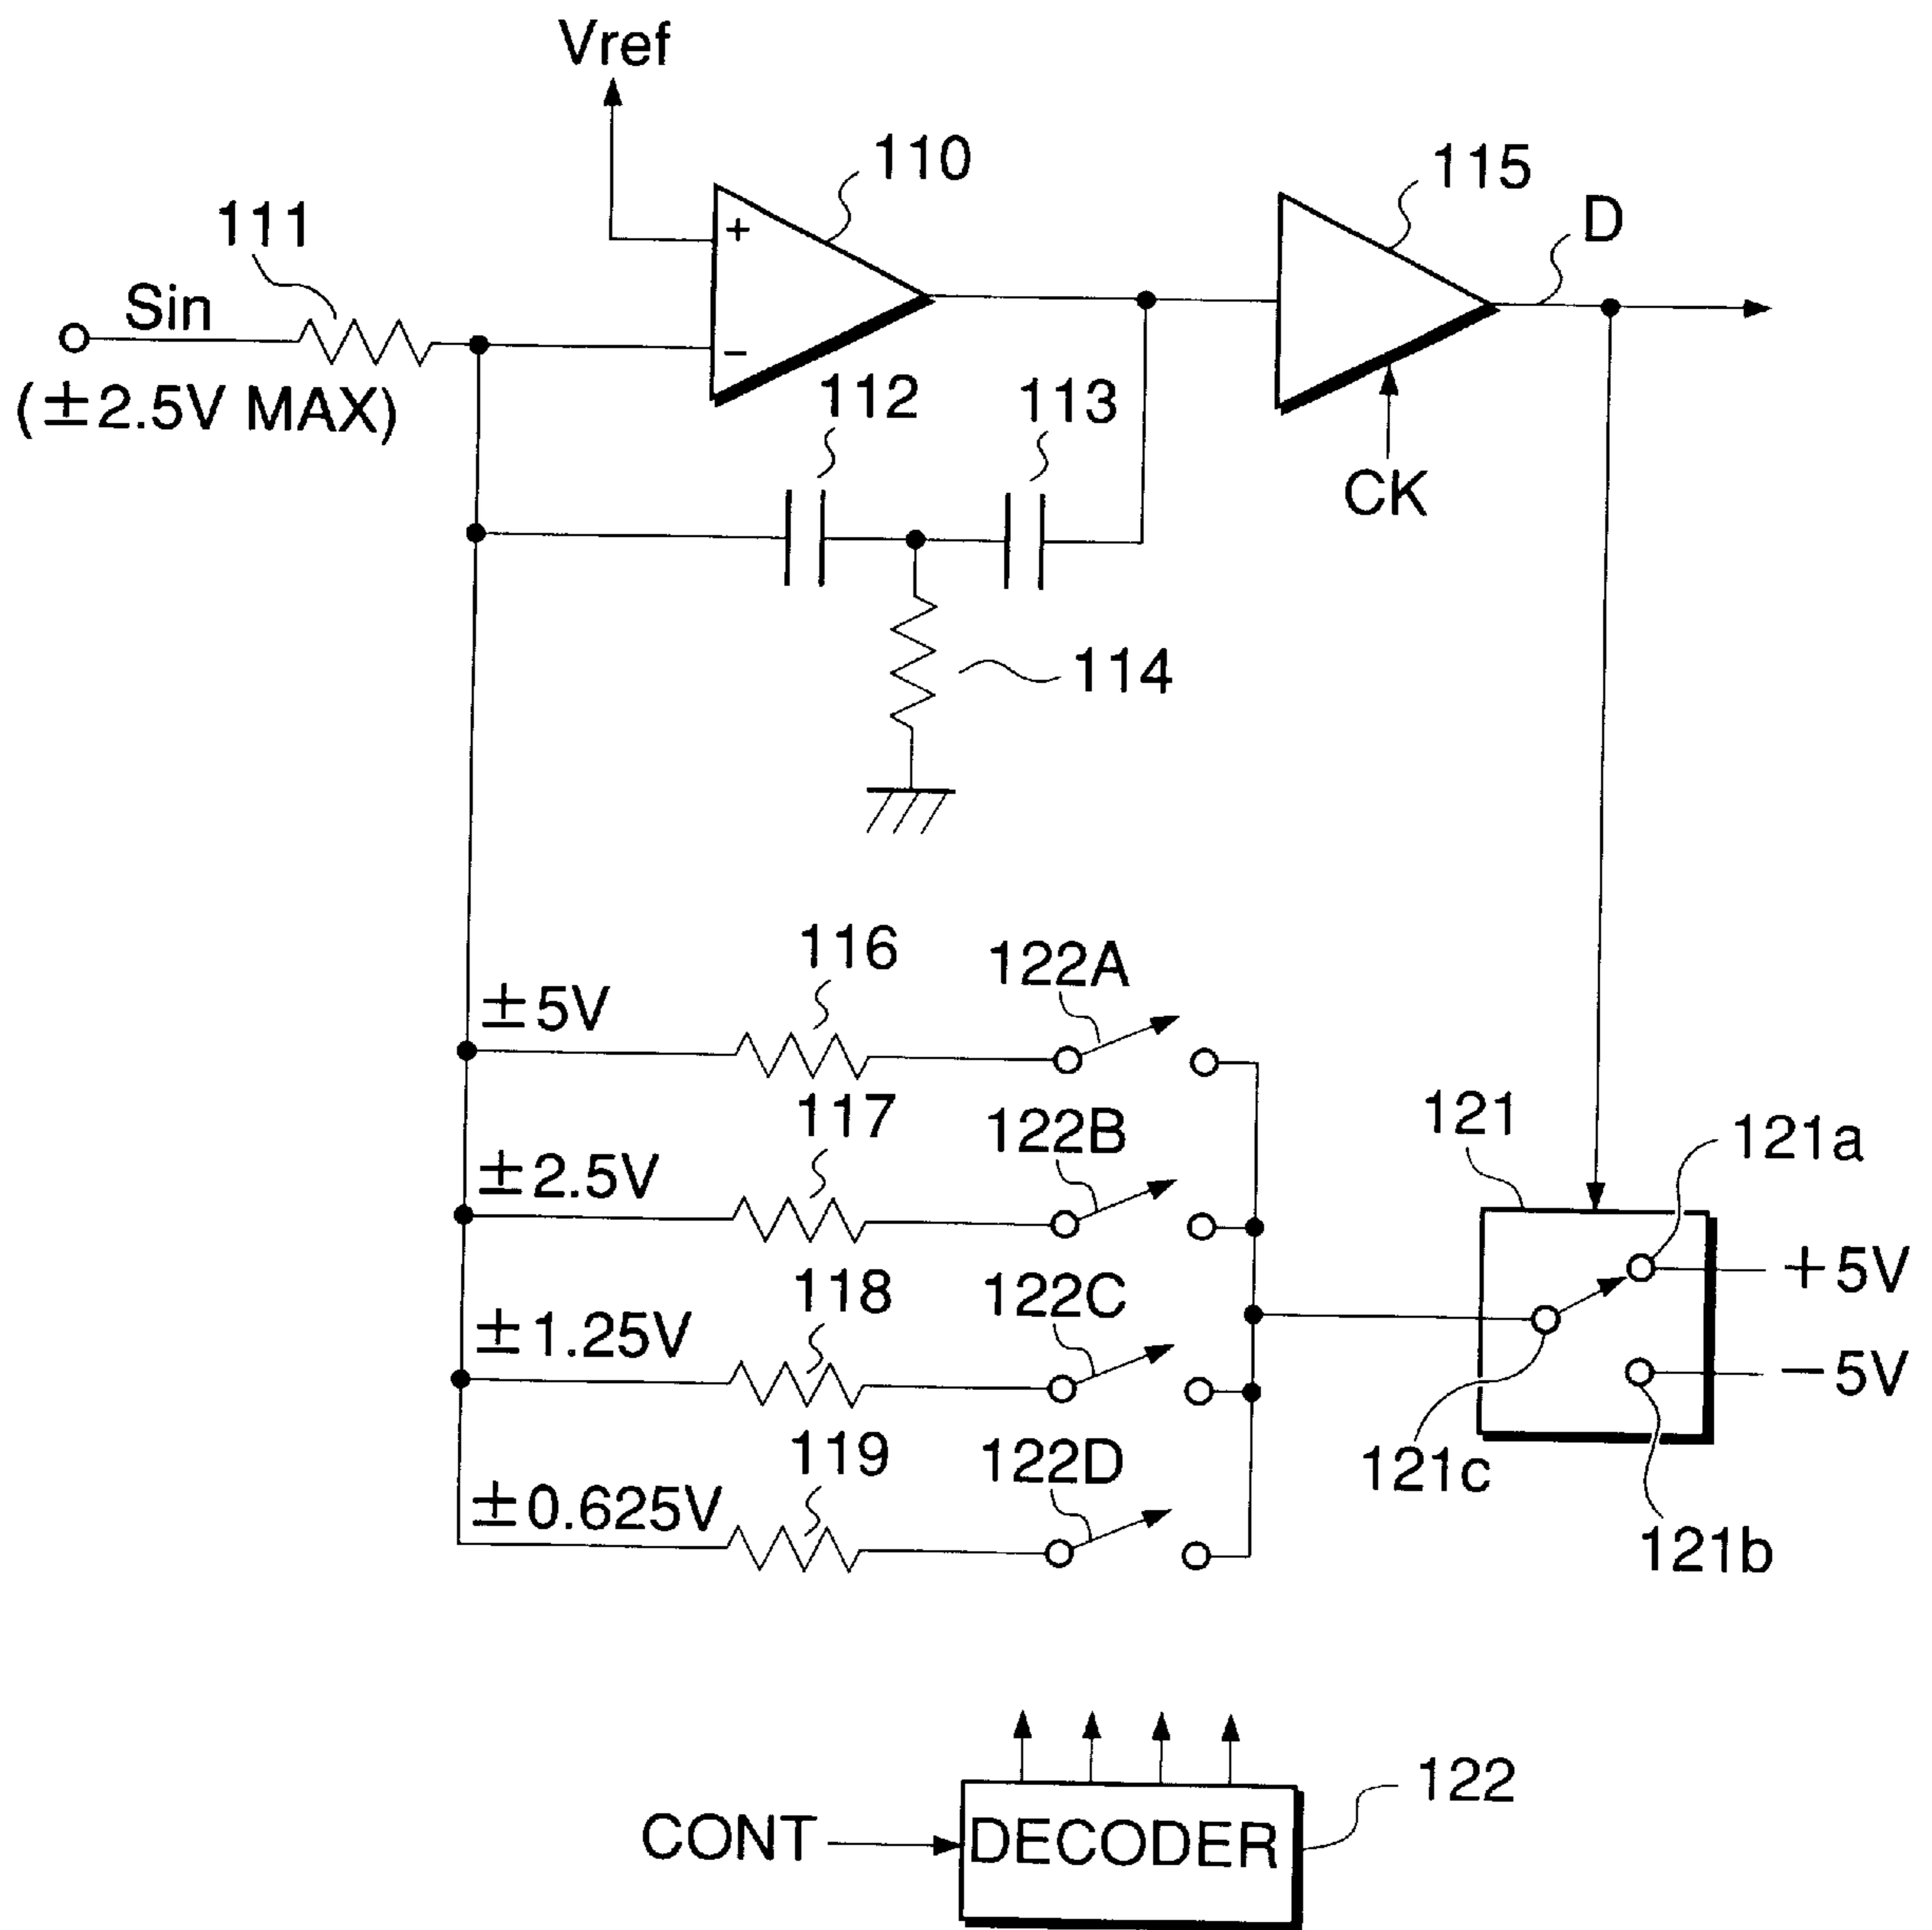 Vref
110
115
111
D
Sin
+
−
(±2.5V MAX)
112
113
CK
114
116
122A
±5V
117
122B
121
121a
±2.5V
118
122C
+5V
±1.25V
−5V
119
122D
121c
±0.625V
121b
122
CONT
DECODER